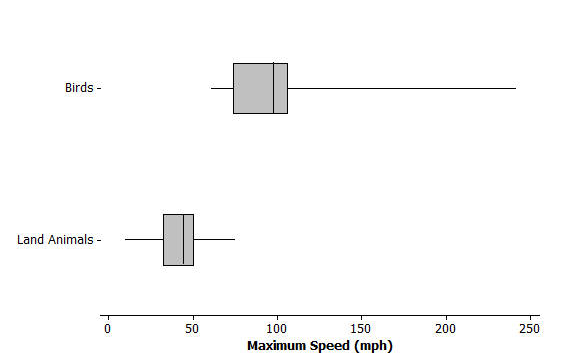 Birds
Land Animals
0 50 100 150 200 250
Maximum Speed (mph)